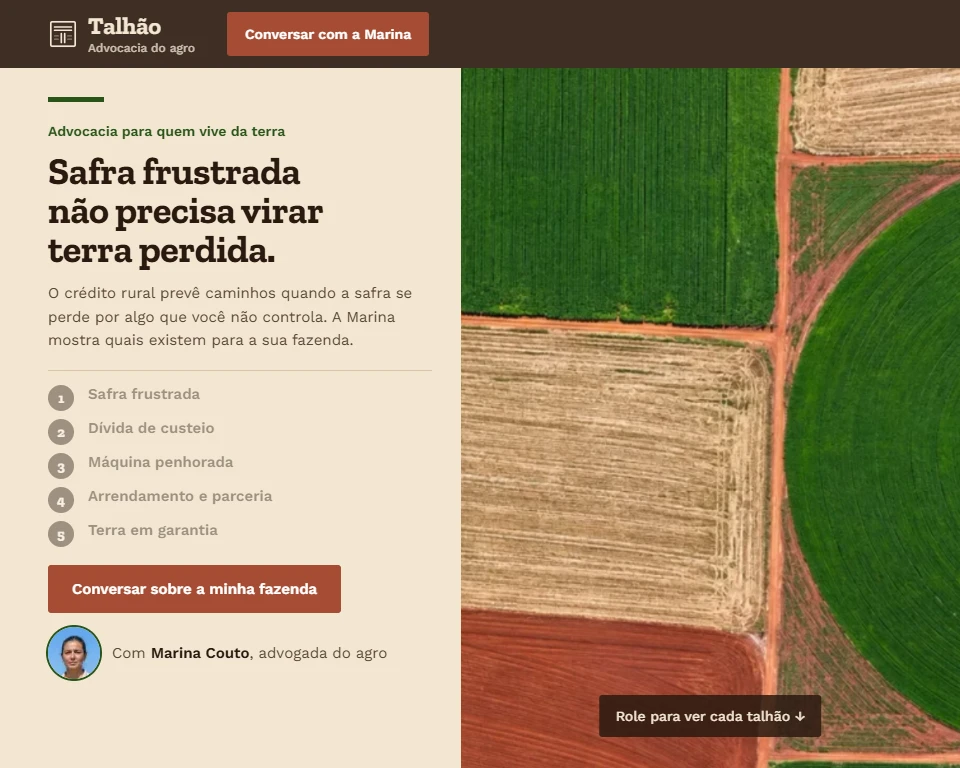 Talhão
Advocacia do agro
Conversar com a Marina
Advocacia para quem vive da terra
Safra frustrada
não precisa virar
terra perdida.
O crédito rural prevê caminhos quando a safra se
perde por algo que você não controla. A Marina
mostra quais existem para a sua fazenda.
1 Safra frustrada
2 Dívida de custeio
3 Máquina penhorada
4 Arrendamento e parceria
5 Terra em garantia
Conversar sobre a minha fazenda
Com Marina Couto, advogada do agro
Role para ver cada talhão ↓